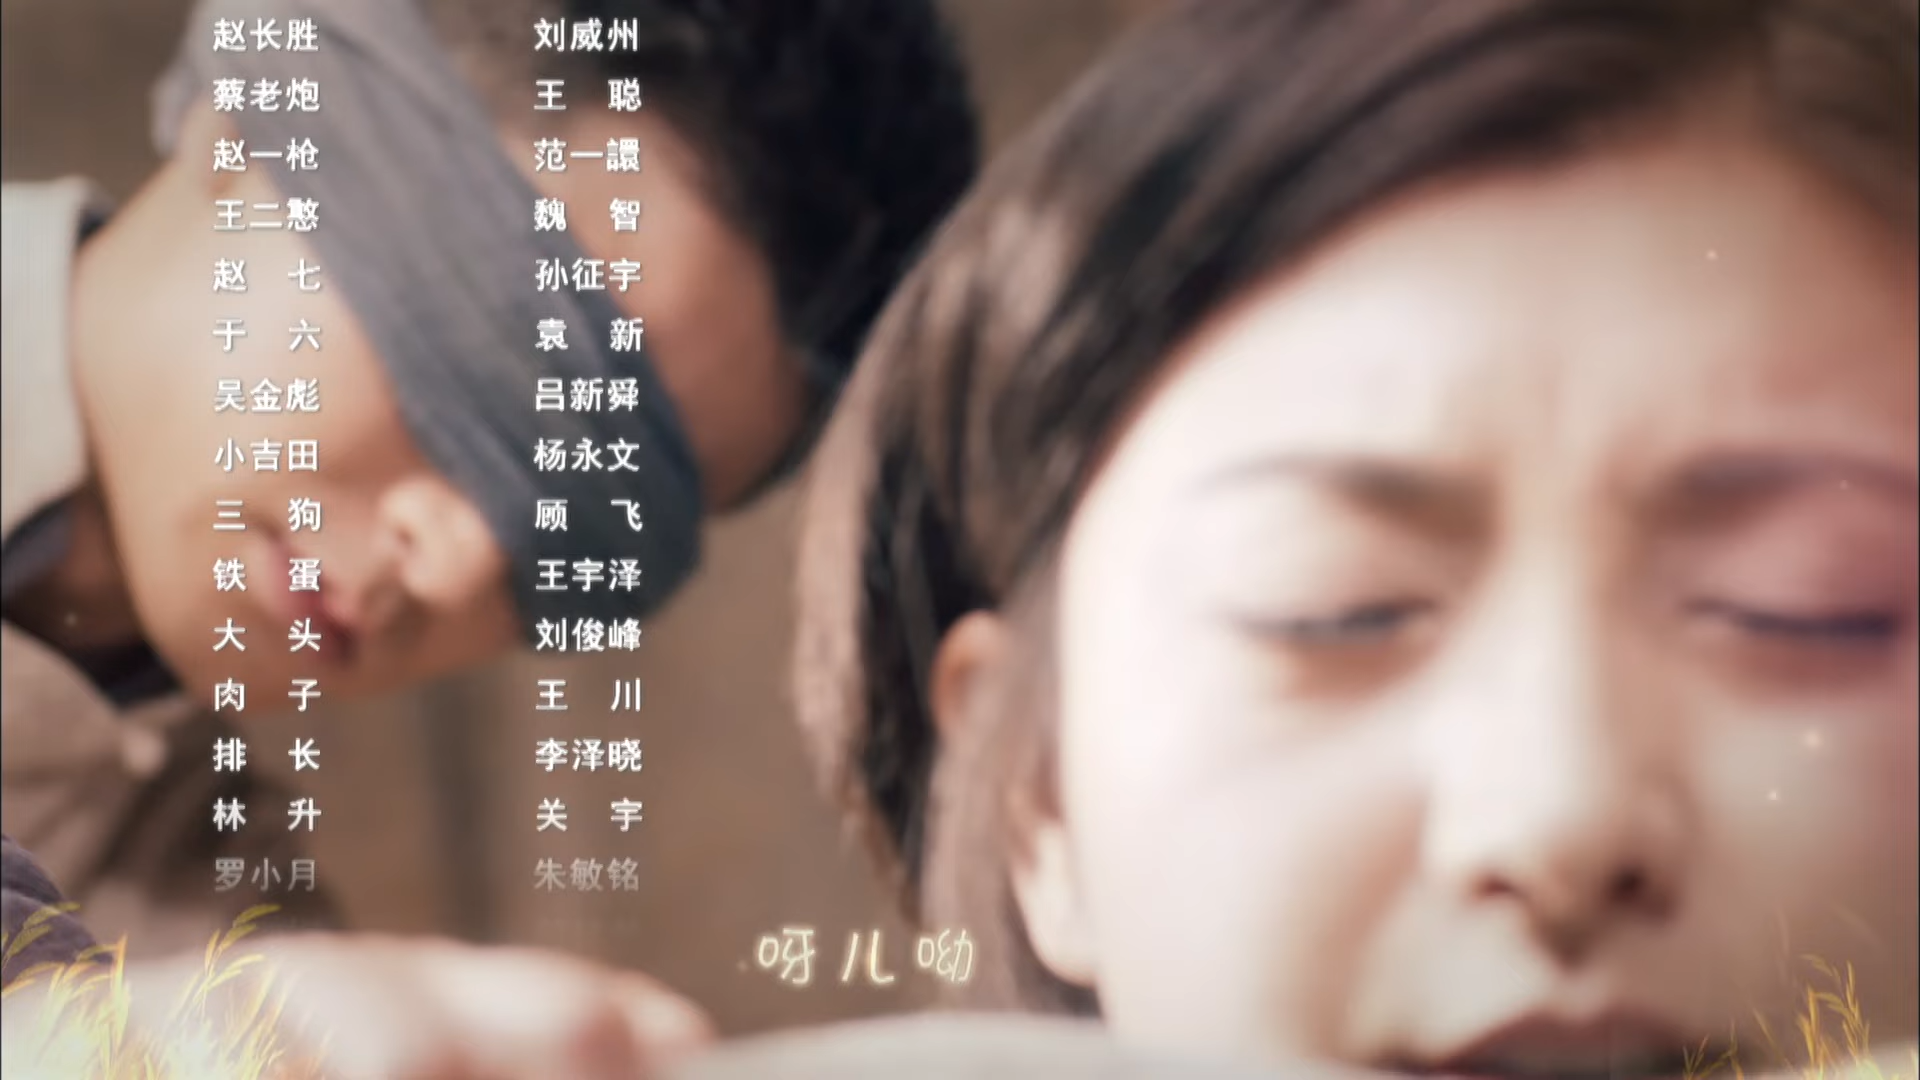 赵长胜 刘威州
蔡老炮 王聪
赵一枪 范一譞
王二憨 魏智
赵七 孙征宇
于六 袁新
吴金彪 吕新舜
小吉田 杨永文
三狗 顾飞
铁蛋 王宇泽
大头 刘俊峰
肉子 王川
排长 李泽晓
林升 关宇
罗小月 朱敏铭
呀儿呦